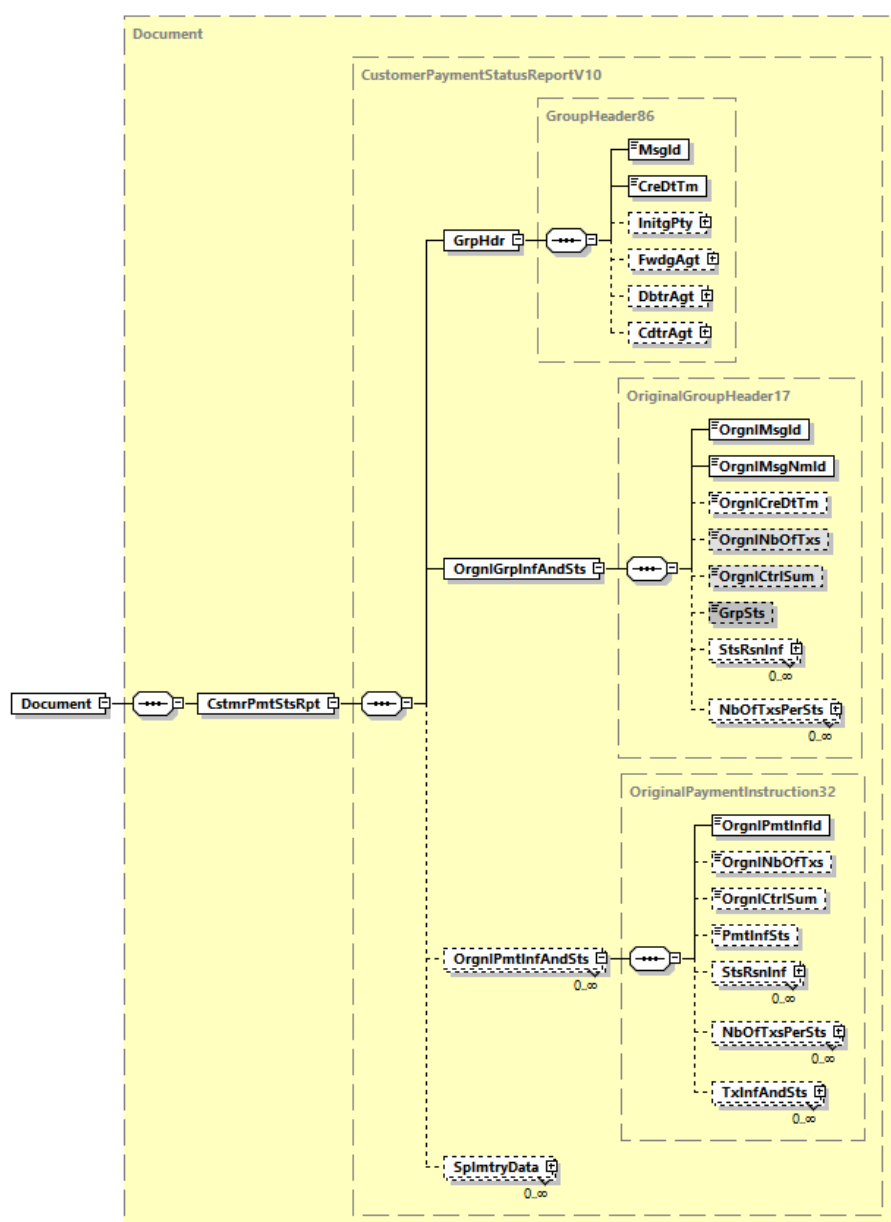 Document
CustomerPaymentStatusReportV10
GroupHeader86
MsgId
CreDtTm
InitgPty
GrpHdr
FwdgAgt
DbtrAgt
CdtrAgt
OriginalGroupHeader17
OrgnlMsgId
OrgnlMsgNmId
OrgnlCreDtTm
OrgnlNbOfTxs
OrgnlGrpInfAndSts
OrgnlCtrlSum
GrpSts
StsRsnInf
0..∞
Document
CstmrPmtStsRpt
NbOfTxsPerSts
0..∞
OriginalPaymentInstruction32
OrgnlPmtInfId
OrgnlNbOfTxs
OrgnlCtrlSum
PmtInfSts
OrgnlPmtInfAndSts
0..∞
StsRsnInf
0..∞
NbOfTxsPerSts
0..∞
TxInfAndSts
0..∞
SplmtryData
0..∞